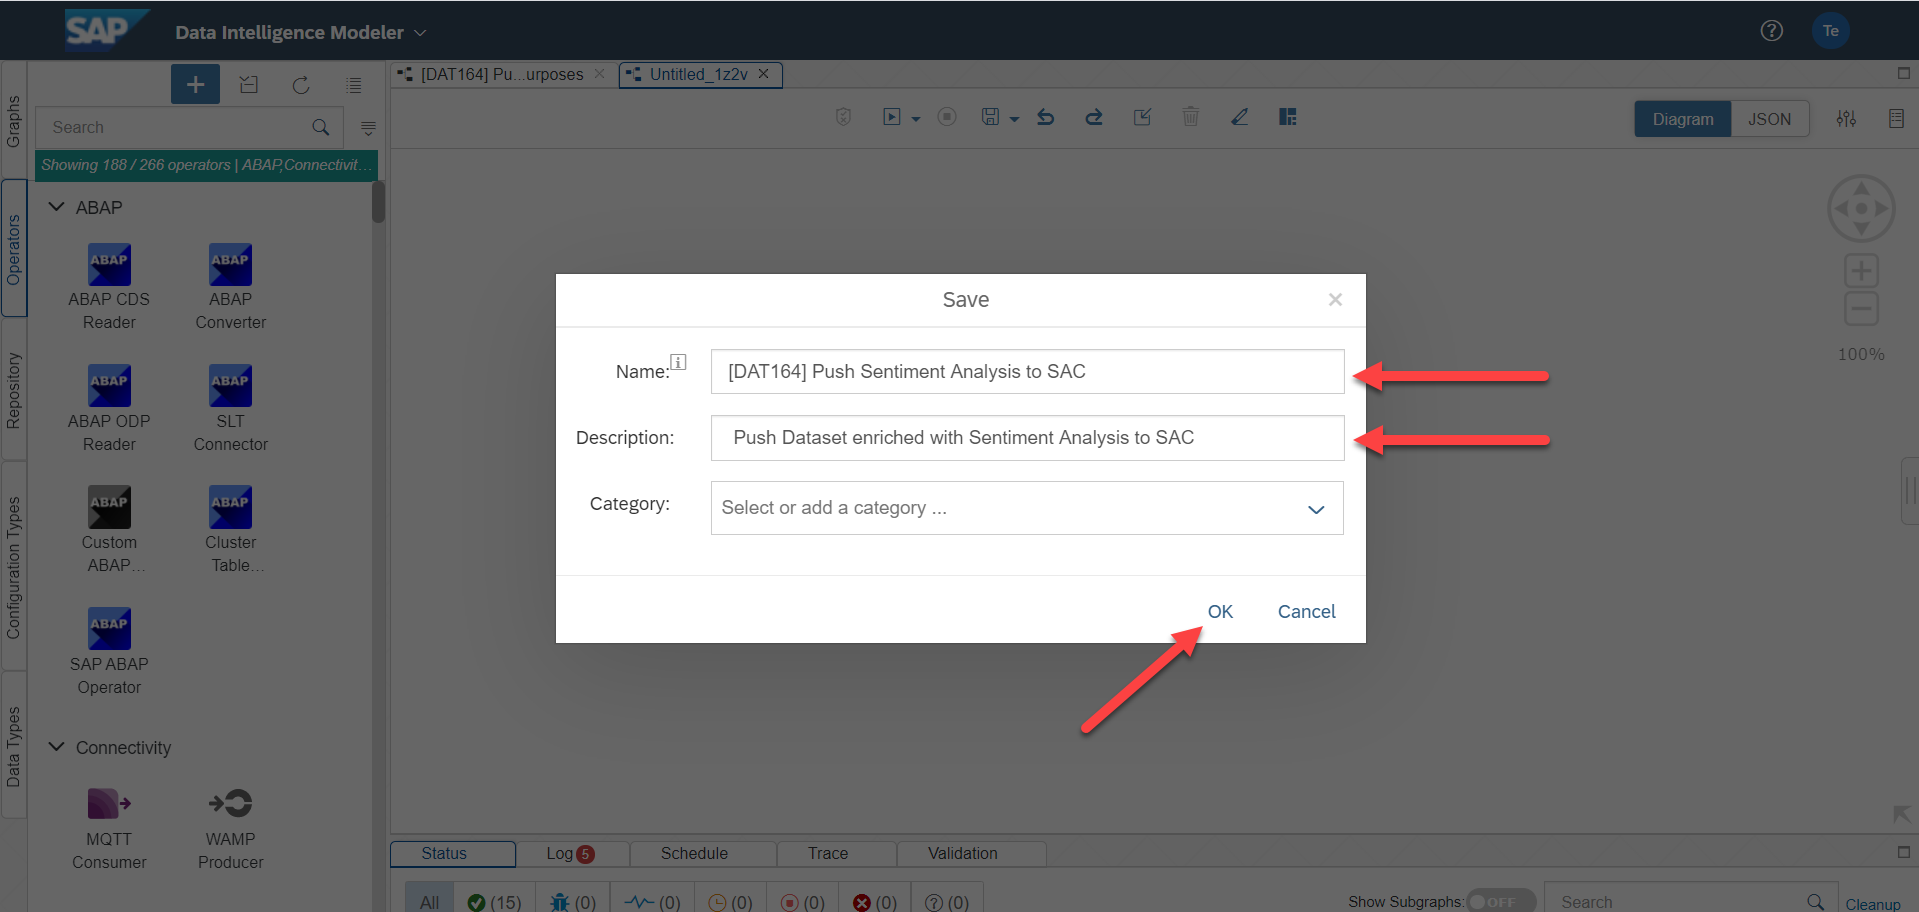 SAP
Data Intelligence Modeler
Te
[DAT164] Pu...urposes
Untitled_1z2v
Graphs
Operators
Repository
Configuration Types
Data Types
Search
Showing 188 / 266 operators | ABAP,Connectivit...
Diagram
JSON
ABAP
ABAP
ABAP CDS
Reader
ABAP
ABAP
Converter
ABAP
ABAP ODP
Reader
ABAP
SLT
Connector
ABAP
Custom
ABAP...
ABAP
Cluster
Table...
ABAP
SAP ABAP
Operator
Connectivity
MQTT
Consumer
WAMP
Producer
100%
Save
Name:
[DAT164] Push Sentiment Analysis to SAC
Description:
Push Dataset enriched with Sentiment Analysis to SAC
Category:
Select or add a category ...
OK
Cancel
Status
Log 5
Schedule
Trace
Validation
All
(15)
(0)
(0)
(0)
(0)
(0)
(0)
Show Subgraphs:
OFF
Search
Cleanup